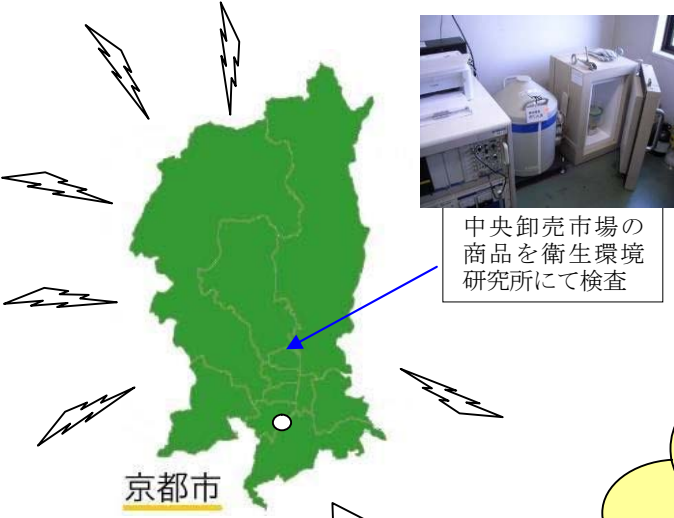 中央卸売市場の
商品を衛生環境
研究所にて検査
京都市